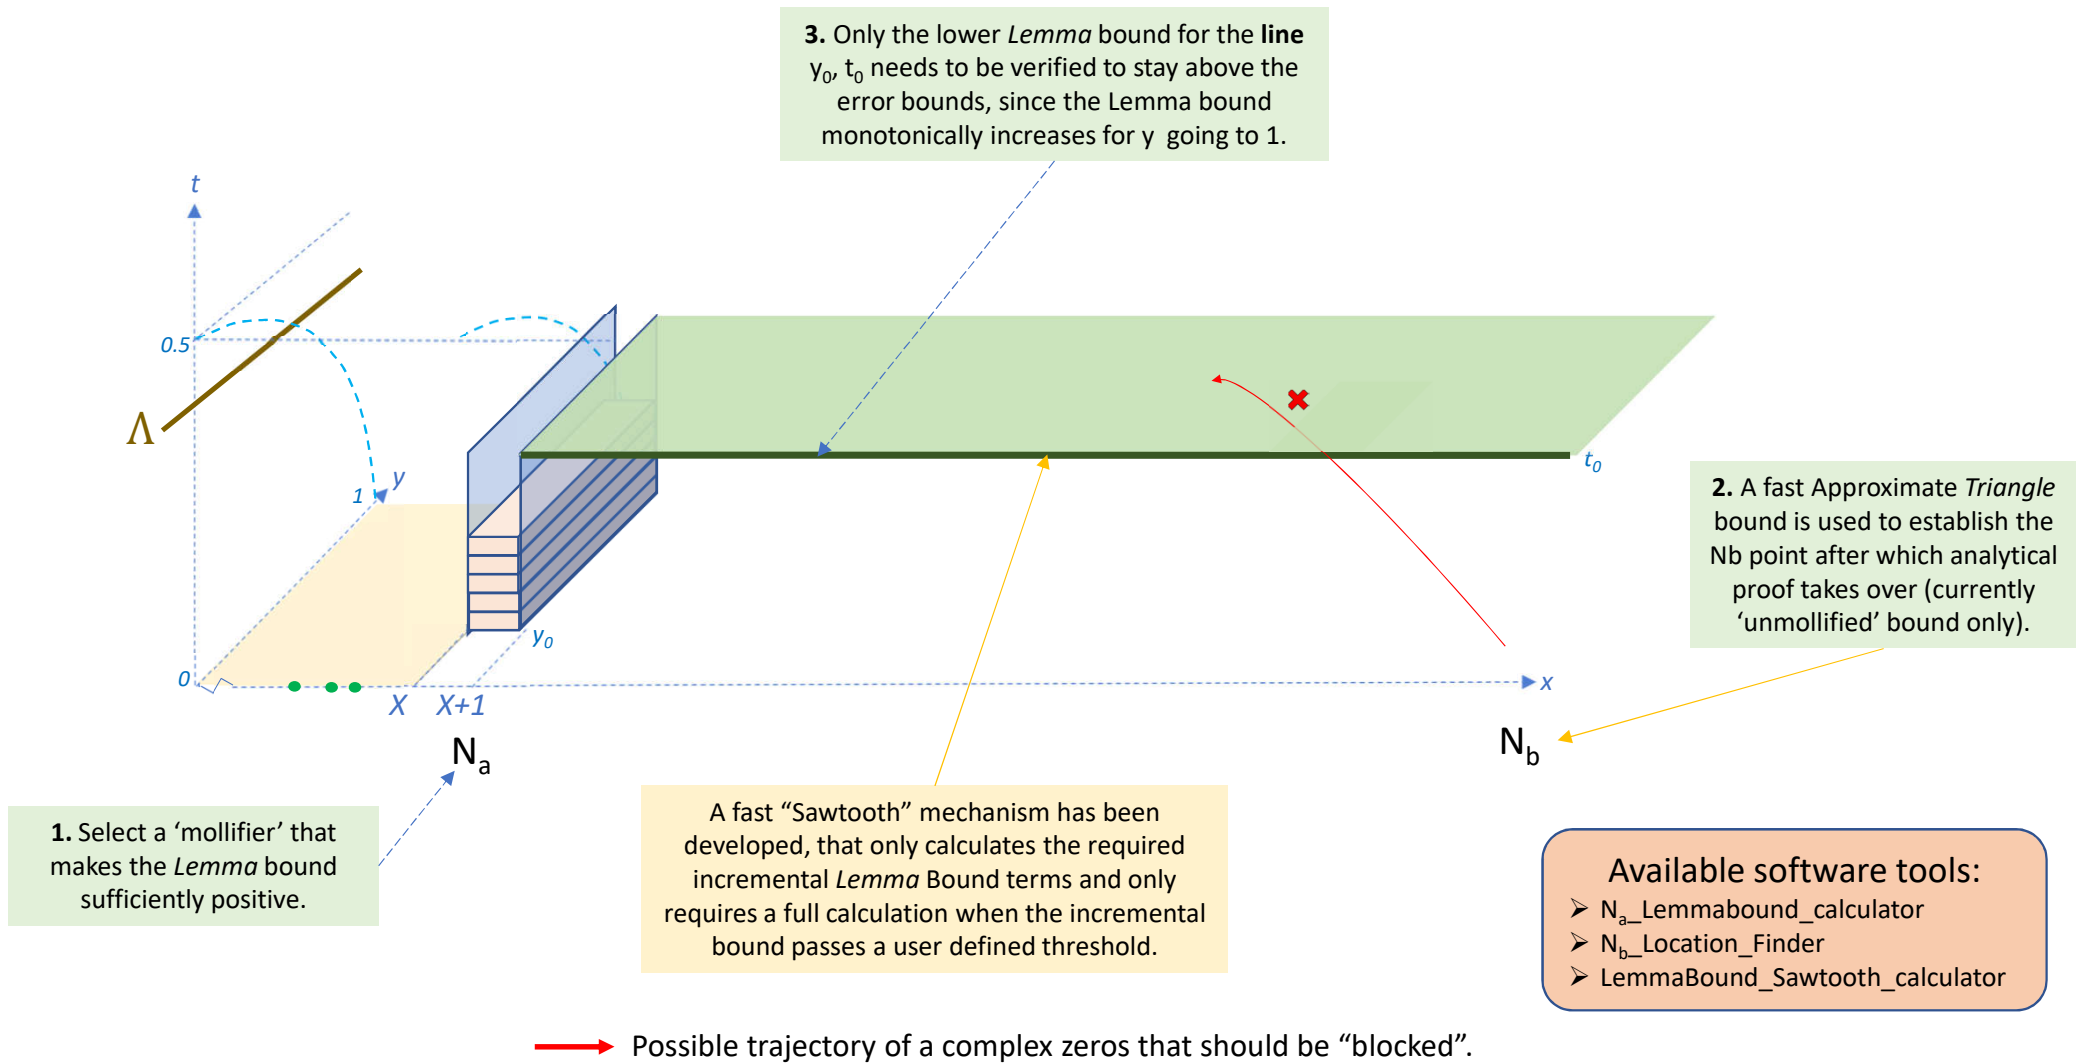 3. Only the lower Lemma bound for the line
y0, t0 needs to be verified to stay above the
error bounds, since the Lemma bound
monotonically increases for y going to 1.
t
0.5
Λ
1
y
t0
2. A fast Approximate Triangle
bound is used to establish the
Nb point after which analytical
proof takes over (currently
‘unmollified’ bound only).
y0
0
x
X
X+1
Na
Nb
1. Select a ‘mollifier’ that
makes the Lemma bound
sufficiently positive.
A fast “Sawtooth” mechanism has been
developed, that only calculates the required
incremental Lemma Bound terms and only
requires a full calculation when the incremental
bound passes a user defined threshold.
Available software tools:
➢ Na_Lemmabound_calculator
➢ Nb_Location_Finder
➢ LemmaBound_Sawtooth_calculator
Possible trajectory of a complex zeros that should be “blocked”.